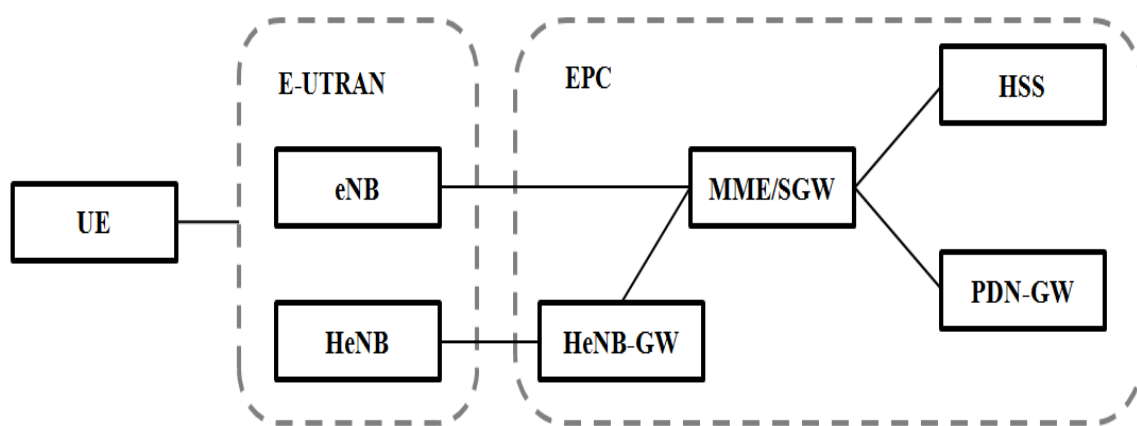 E-UTRAN
EPC
HSS
eNB
MME/SGW
UE
PDN-GW
HeNB
HeNB-GW